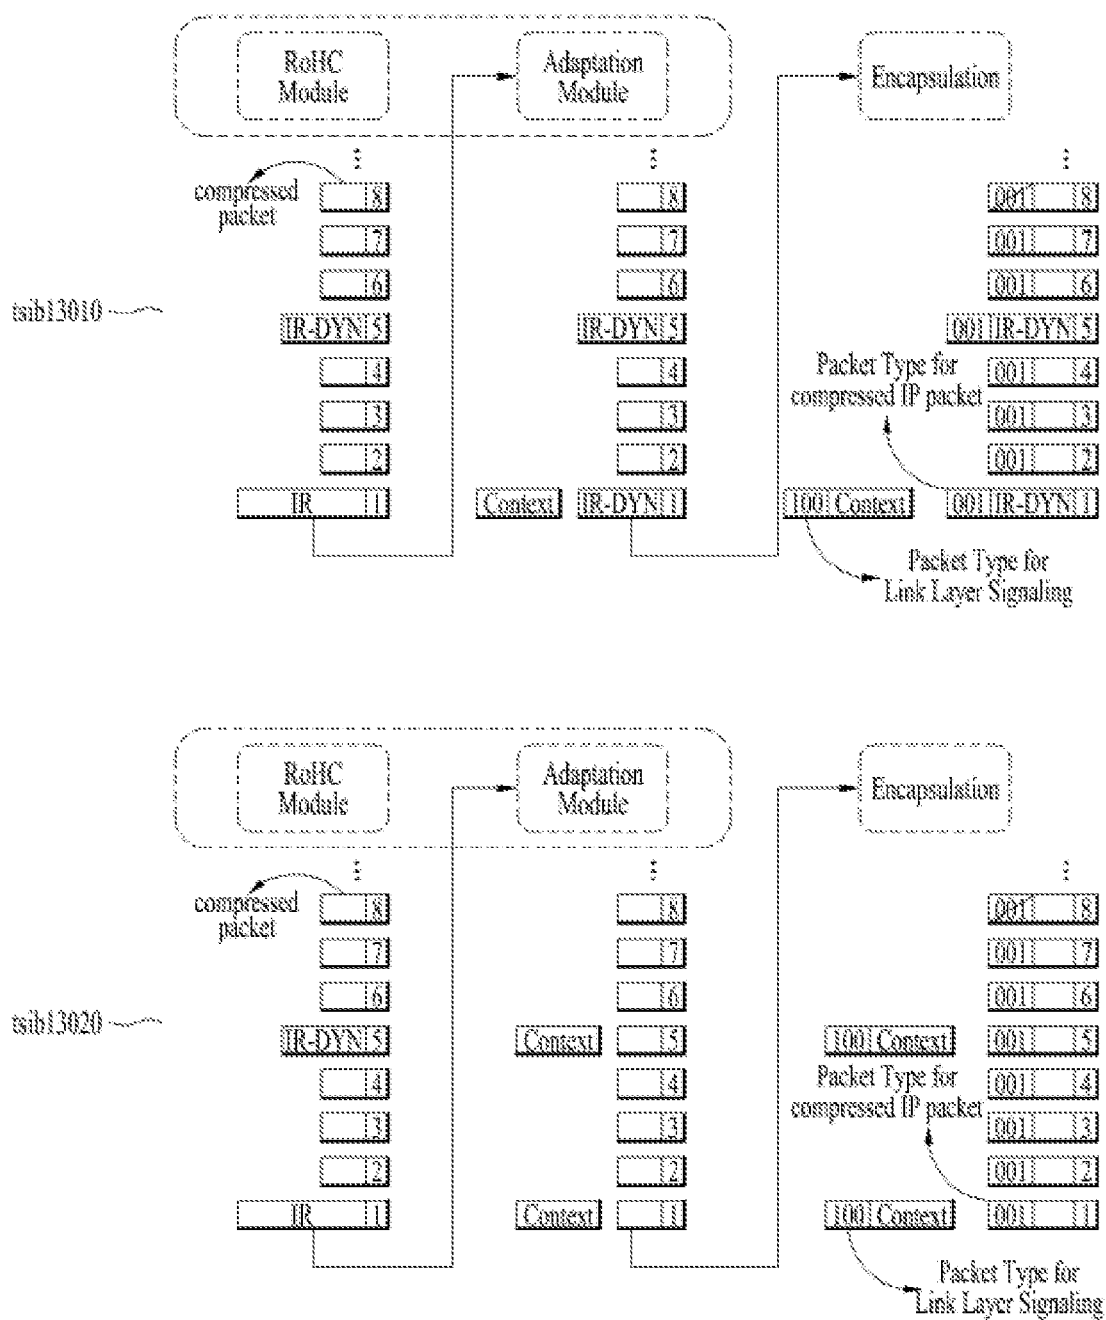 RoHC
Module
Adaptation
Module
Encapsulation
compressed
packet
8 8 001 8
7 7 001 7
6 6 001 6
tsib13010
IR-DYN 5 IR-DYN 5 001 IR-DYN 5
Packet Type for
compressed IP packet
4 4 001 4
3 3 001 3
2 2 001 2
IR 1 Context IR-DYN 1 100 Context 001 IR-DYN 1
Packet Type for
Link Layer Signaling
RoHC
Module
Adaptation
Module
Encapsulation
compressed
packet
8 8 001 8
7 7 001 7
6 6 001 6
tsib13020
IR-DYN 5 Context 5 100 Context 001 5
Packet Type for
compressed IP packet
4 4 001 4
3 3 001 3
2 2 001 2
IR 1 Context 1 100 Context 001 1
Packet Type for
Link Layer Signaling